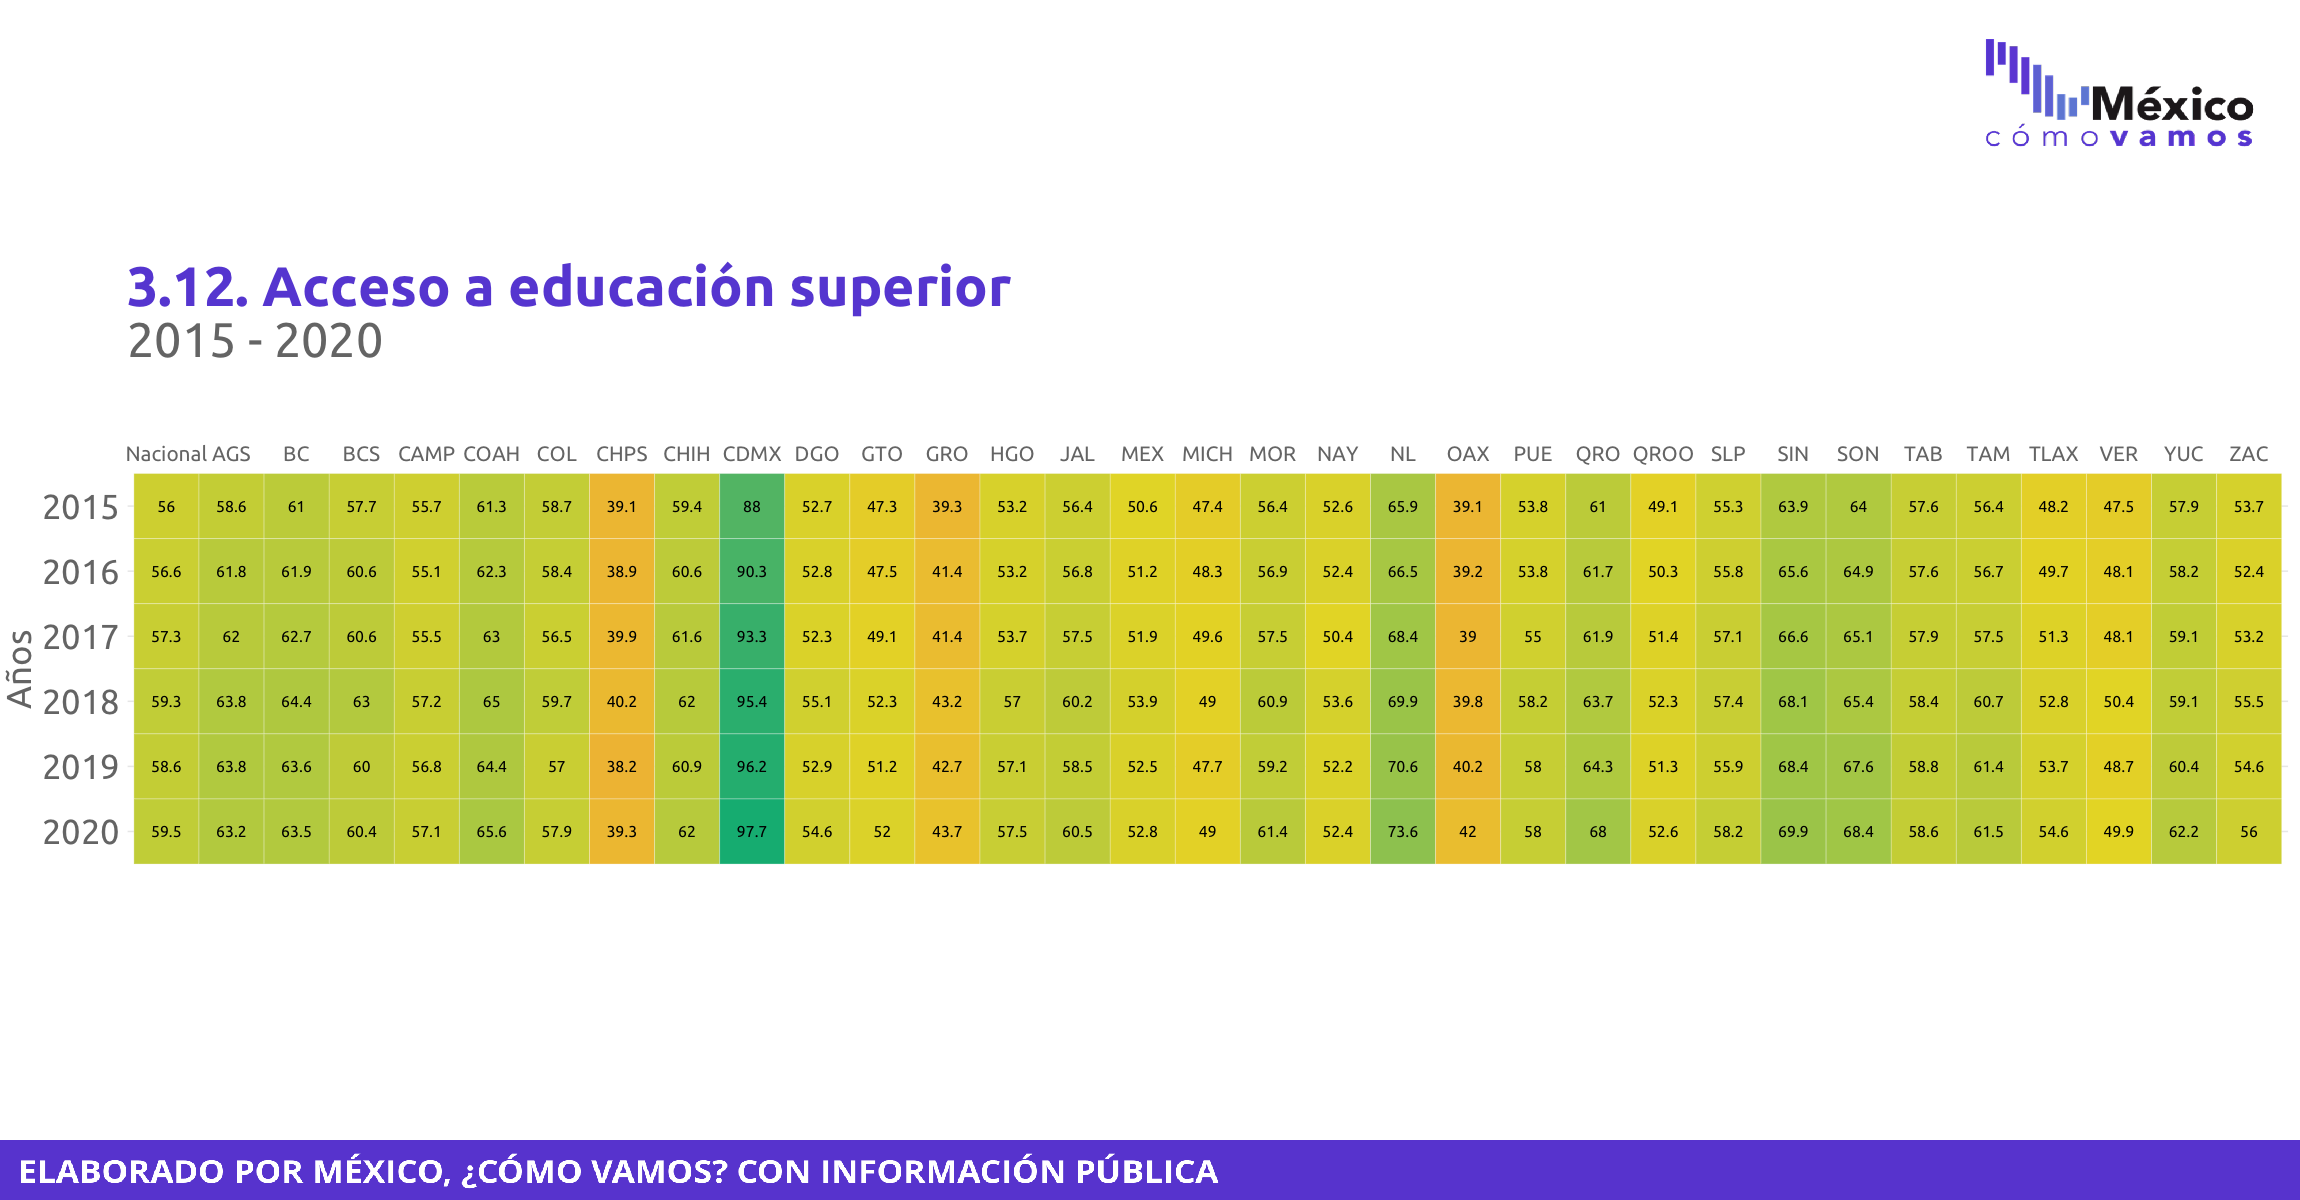 México
cómo vamos
3.12. Acceso a educación superior
2015 - 2020
Nacional AGS BC BCS CAMP COAH COL CHPS CHIH CDMX DGO GTO GRO HGO JAL MEX MICH MOR NAY NL OAX PUE QRO QROO SLP SIN SON TAB TAM TLAX VER YUC ZAC
2015 56 58.6 61 57.7 55.7 61.3 58.7 39.1 59.4 88 52.7 47.3 39.3 53.2 56.4 50.6 47.4 56.4 52.6 65.9 39.1 53.8 61 49.1 55.3 63.9 64 57.6 56.4 48.2 47.5 57.9 53.7
2016 56.6 61.8 61.9 60.6 55.1 62.3 58.4 38.9 60.6 90.3 52.8 47.5 41.4 53.2 56.8 51.2 48.3 56.9 52.4 66.5 39.2 53.8 61.7 50.3 55.8 65.6 64.9 57.6 56.7 49.7 48.1 58.2 52.4
2017 57.3 62 62.7 60.6 55.5 63 56.5 39.9 61.6 93.3 52.3 49.1 41.4 53.7 57.5 51.9 49.6 57.5 50.4 68.4 39 55 61.9 51.4 57.1 66.6 65.1 57.9 57.5 51.3 48.1 59.1 53.2
Años
2018 59.3 63.8 64.4 63 57.2 65 59.7 40.2 62 95.4 55.1 52.3 43.2 57 60.2 53.9 49 60.9 53.6 69.9 39.8 58.2 63.7 52.3 57.4 68.1 65.4 58.4 60.7 52.8 50.4 59.1 55.5
2019 58.6 63.8 63.6 60 56.8 64.4 57 38.2 60.9 96.2 52.9 51.2 42.7 57.1 58.5 52.5 47.7 59.2 52.2 70.6 40.2 58 64.3 51.3 55.9 68.4 67.6 58.8 61.4 53.7 48.7 60.4 54.6
2020 59.5 63.2 63.5 60.4 57.1 65.6 57.9 39.3 62 97.7 54.6 52 43.7 57.5 60.5 52.8 49 61.4 52.4 73.6 42 58 68 52.6 58.2 69.9 68.4 58.6 61.5 54.6 49.9 62.2 56
ELABORADO POR MÉXICO, ¿CÓMO VAMOS? CON INFORMACIÓN PÚBLICA